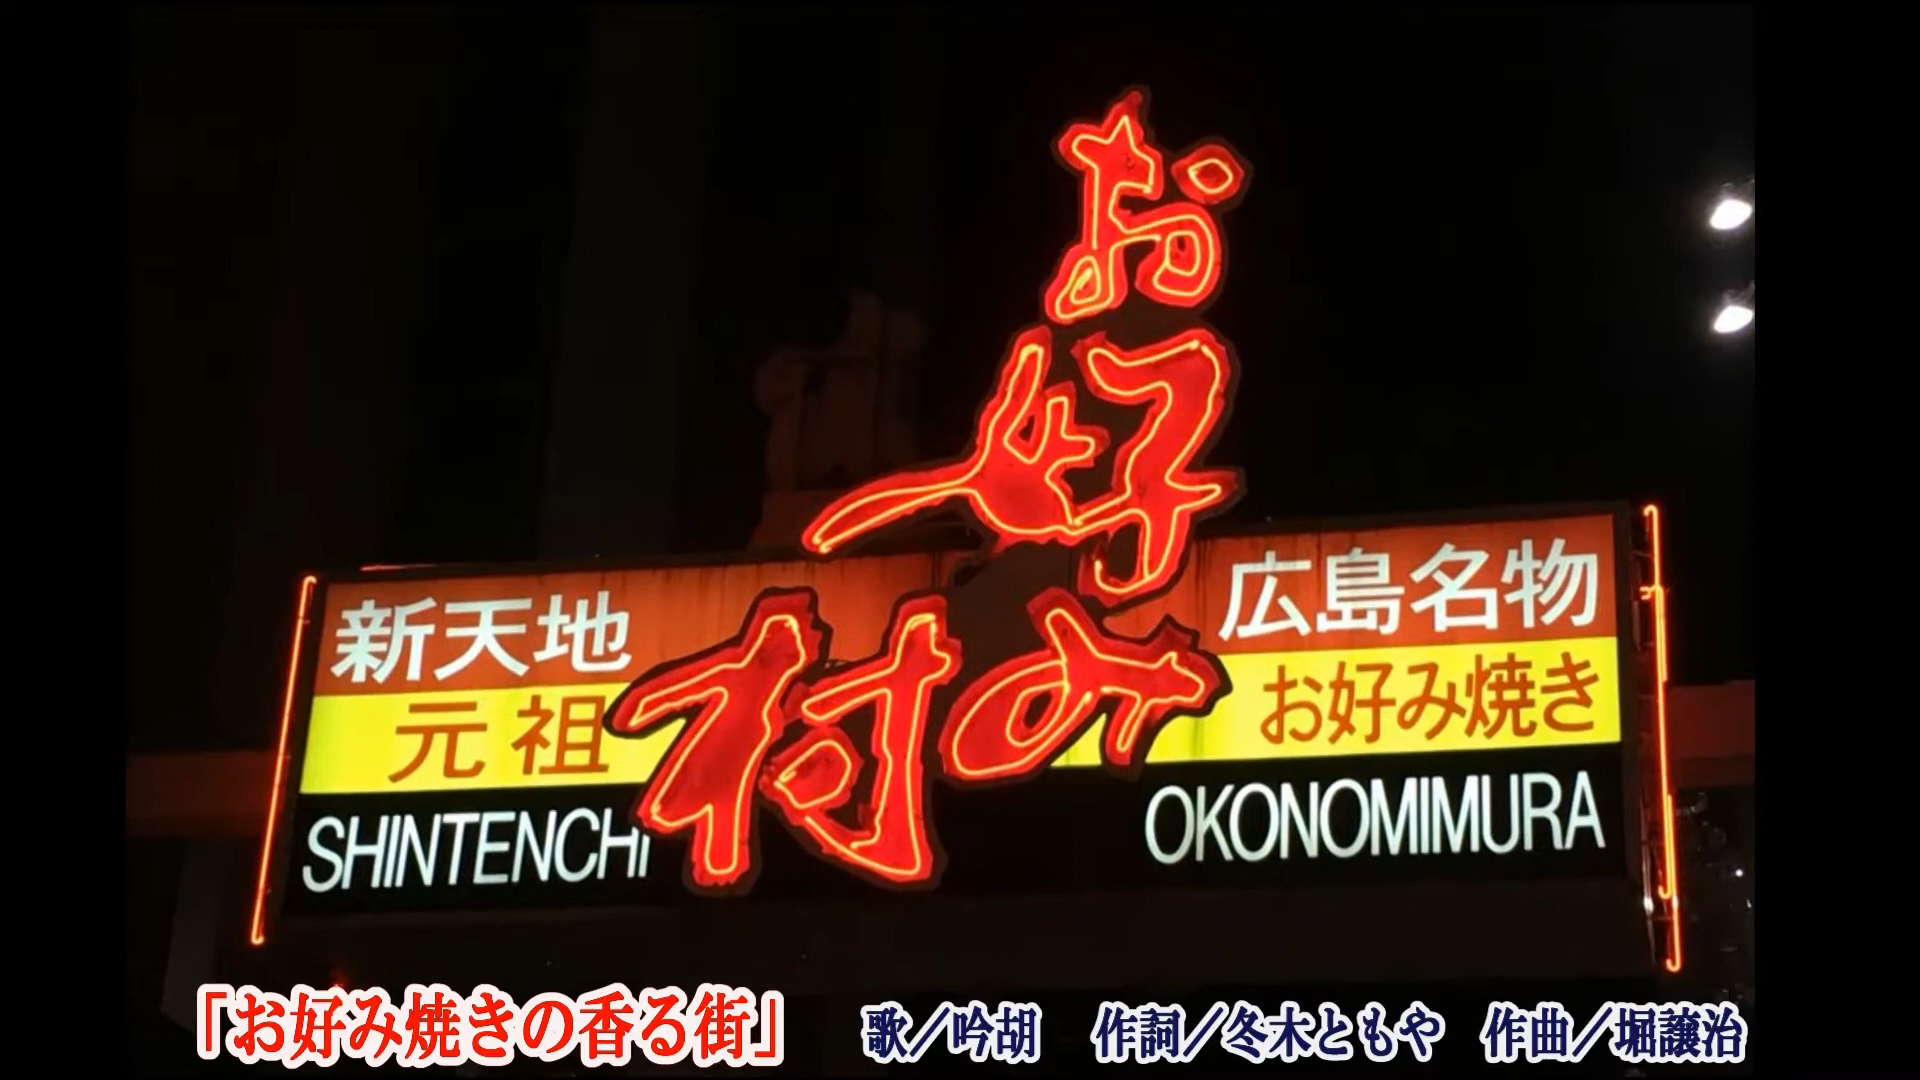 お好み村
新天地
元祖
SHINTENCHI
広島名物
お好み焼き
OKONOMIMURA
「お好み焼きの香る街」 歌／吟胡 作詞／冬木ともや 作曲／堀譲治